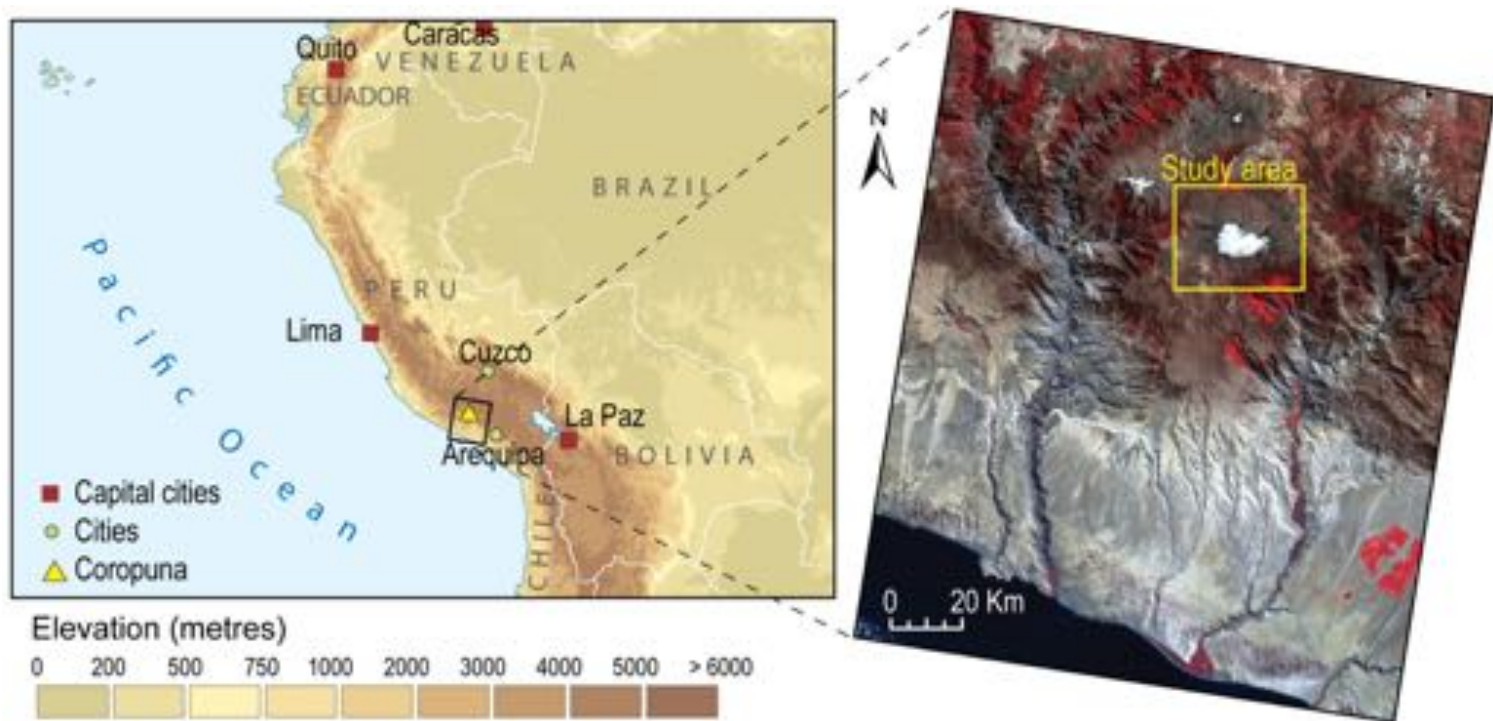 Caracas
Quito
VENEZUELA
ECUADOR
BRAZIL
PERU
Lima
Cuzco
La Paz
Arequipa
BOLIVIA
CHILE
Pacific Ocean
Capital cities
Cities
Coropuna
Elevation (metres)
0 200 500 750 1000 2000 3000 4000 5000 > 6000
N
Study area
0 20 Km